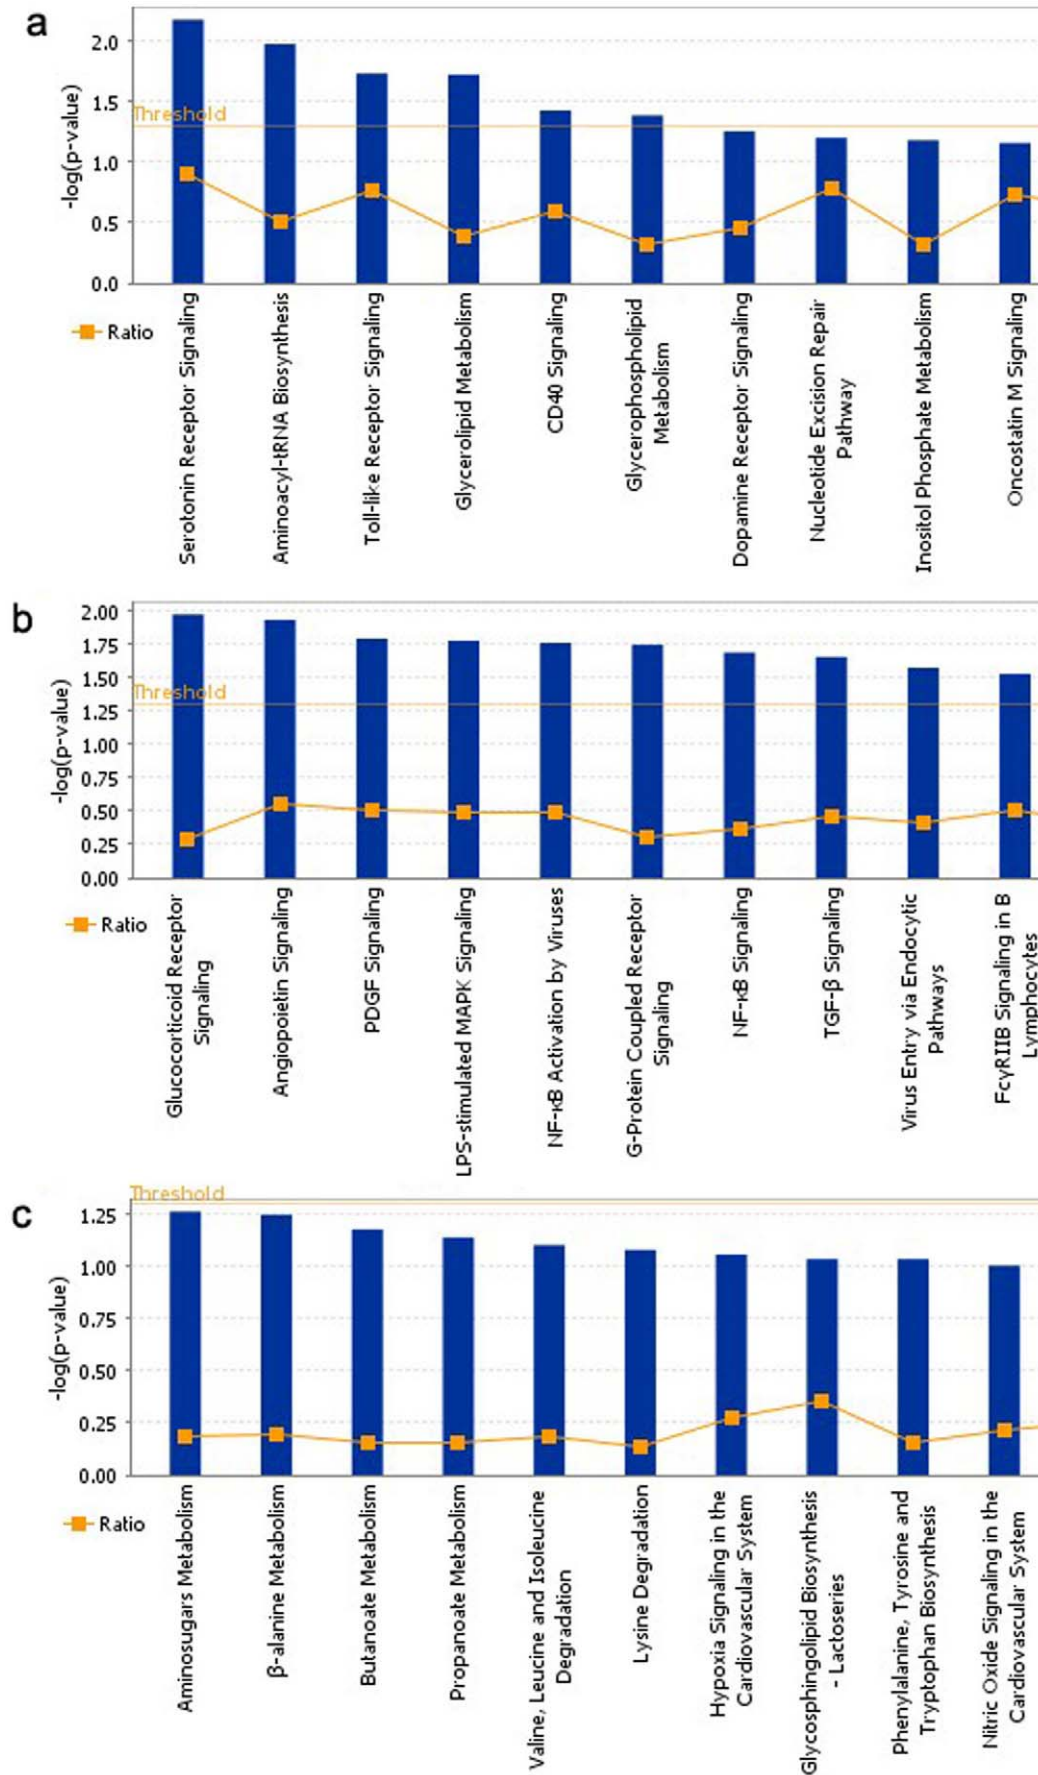 a
-log(p-value)
2.0
1.5
1.0
0.5
0.0
Threshold
Ratio
Serotonin Receptor Signaling
Aminoacyl-tRNA Biosynthesis
Toll-like Receptor Signaling
Glycerolipid Metabolism
CD40 Signaling
Glycerophospholipid
Metabolism
Dopamine Receptor Signaling
Nucleotide Excision Repair
Pathway
Inositol Phosphate Metabolism
Oncostatin M Signaling
b
-log(p-value)
2.00
1.75
1.50
1.25
1.00
0.75
0.50
0.25
0.00
Threshold
Ratio
Glucocorticoid Receptor
Signaling
Angiopoietin Signaling
PDGF Signaling
LPS-stimulated MAPK Signaling
NF-κB Activation by Viruses
G-Protein Coupled Receptor
Signaling
NF-κB Signaling
TGF-β Signaling
Virus Entry via Endocytic
Pathways
FcγRIIB Signaling in B
Lymphocytes
c
-log(p-value)
1.25
1.00
0.75
0.50
0.25
0.00
Threshold
Ratio
Aminosugars Metabolism
β-alanine Metabolism
Butanoate Metabolism
Propanoate Metabolism
Valine, Leucine and Isoleucine
Degradation
Lysine Degradation
Hypoxia Signaling in the
Cardiovascular System
Glycosphingolipid Biosynthesis
- Lactoseries
Phenylalanine, Tyrosine and
Tryptophan Biosynthesis
Nitric Oxide Signaling in the
Cardiovascular System